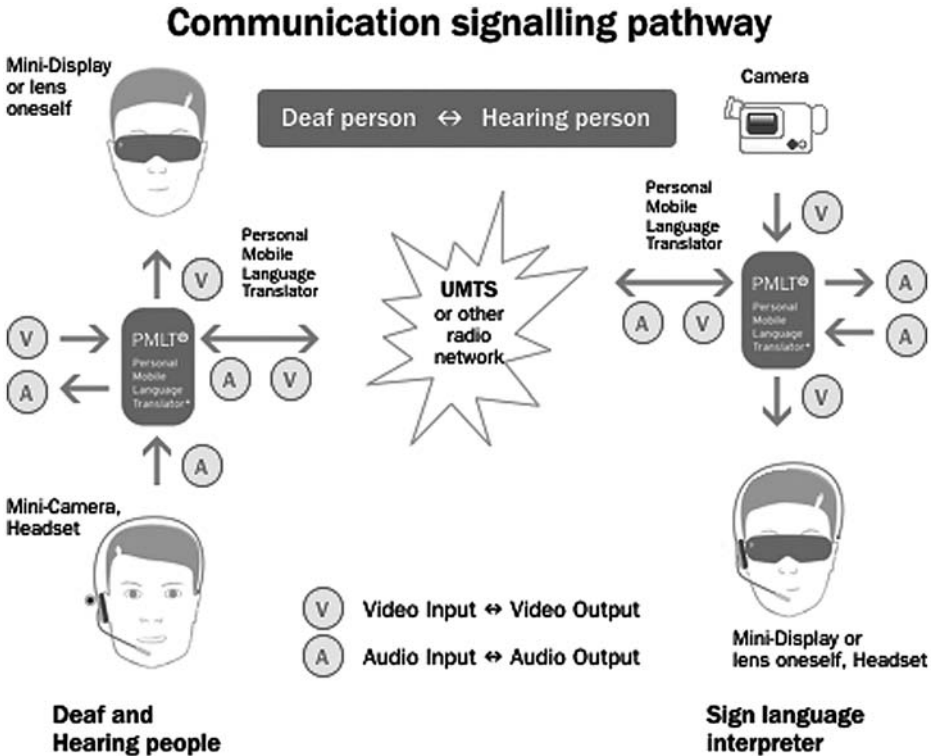 Communication signalling pathway
Mini-Display
or lens
oneself
Deaf person ↔ Hearing person
Camera
V
Personal
Mobile
Language
Translator
V
PMLT®
Personal
Mobile
Language
Translator*
V
A
A V
UMTS
or other
radio
network
Personal
Mobile
Language
Translator
A V
PMLT®
Personal
Mobile
Language
Translator*
A
A
V
A
Mini-Camera,
Headset
V Video Input ↔ Video Output
A Audio Input ↔ Audio Output
Mini-Display or
lens oneself, Headset
Deaf and
Hearing people
Sign language
interpreter